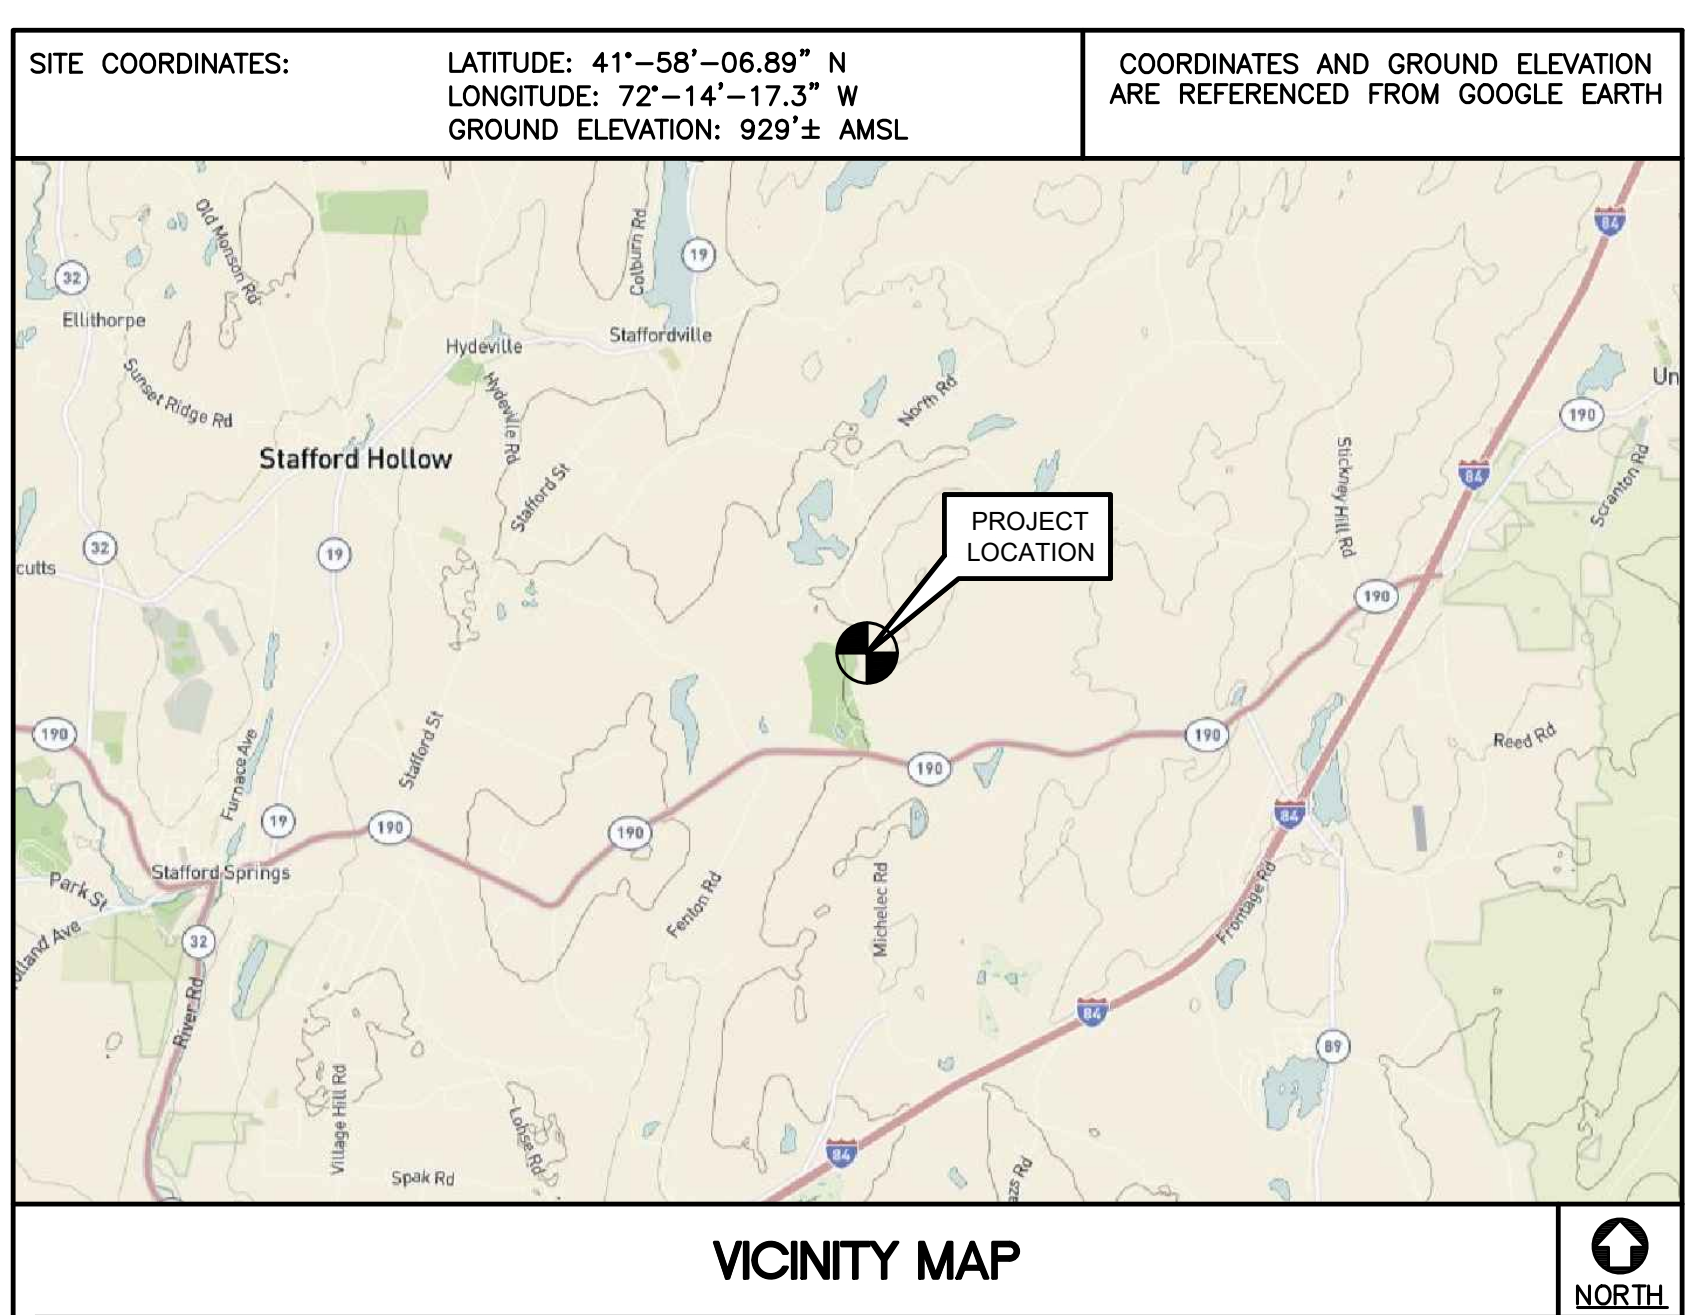 SITE COORDINATES:
LATITUDE: 41°-58'-06.89" N
LONGITUDE: 72°-14'-17.3" W
GROUND ELEVATION: 929'± AMSL
COORDINATES AND GROUND ELEVATION
ARE REFERENCED FROM GOOGLE EARTH
84
Old Monson Rd
Colburn Rd
19
32
Ellithorpe
Hydeville
Staffordville
Un
Sunset Ridge Rd
Hydeville Rd
North Rd
190
Stafford Hollow
Stafford St
Stickney Hill Rd
84
Scranton Rd
PROJECT
LOCATION
32
19
cutts
190
190
Furnace Ave
Stafford St
190
190
Reed Rd
19
190
190
84
Stafford Springs
Park St
olland Ave
32
Fenton Rd
Michelec Rd
Frontage Rd
River Rd
84
89
Village Hill Rd
Lohse Rd
84
Spak Rd
azs Rd
VICINITY MAP
NORTH